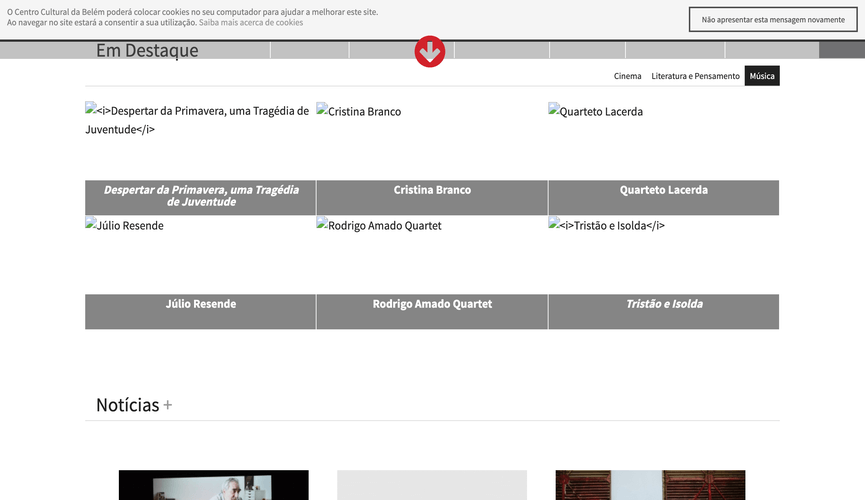 O Centro Cultural da Belém poderá colocar cookies no seu computador para ajudar a melhorar este site.
Ao navegar no site estará a consentir a sua utilização. Saiba mais acerca de cookies
Não apresentar esta mensagem novamente
Em Destaque
Cinema Literatura e Pensamento Música
<i>Despertar da Primavera, uma Tragédia de
Juventude</i>
Cristina Branco
Quarteto Lacerda
Despertar da Primavera, uma Tragédia
de Juventude
Cristina Branco
Quarteto Lacerda
Júlio Resende
Rodrigo Amado Quartet
<i>Tristão e Isolda</i>
Júlio Resende
Rodrigo Amado Quartet
Tristão e Isolda
Notícias +